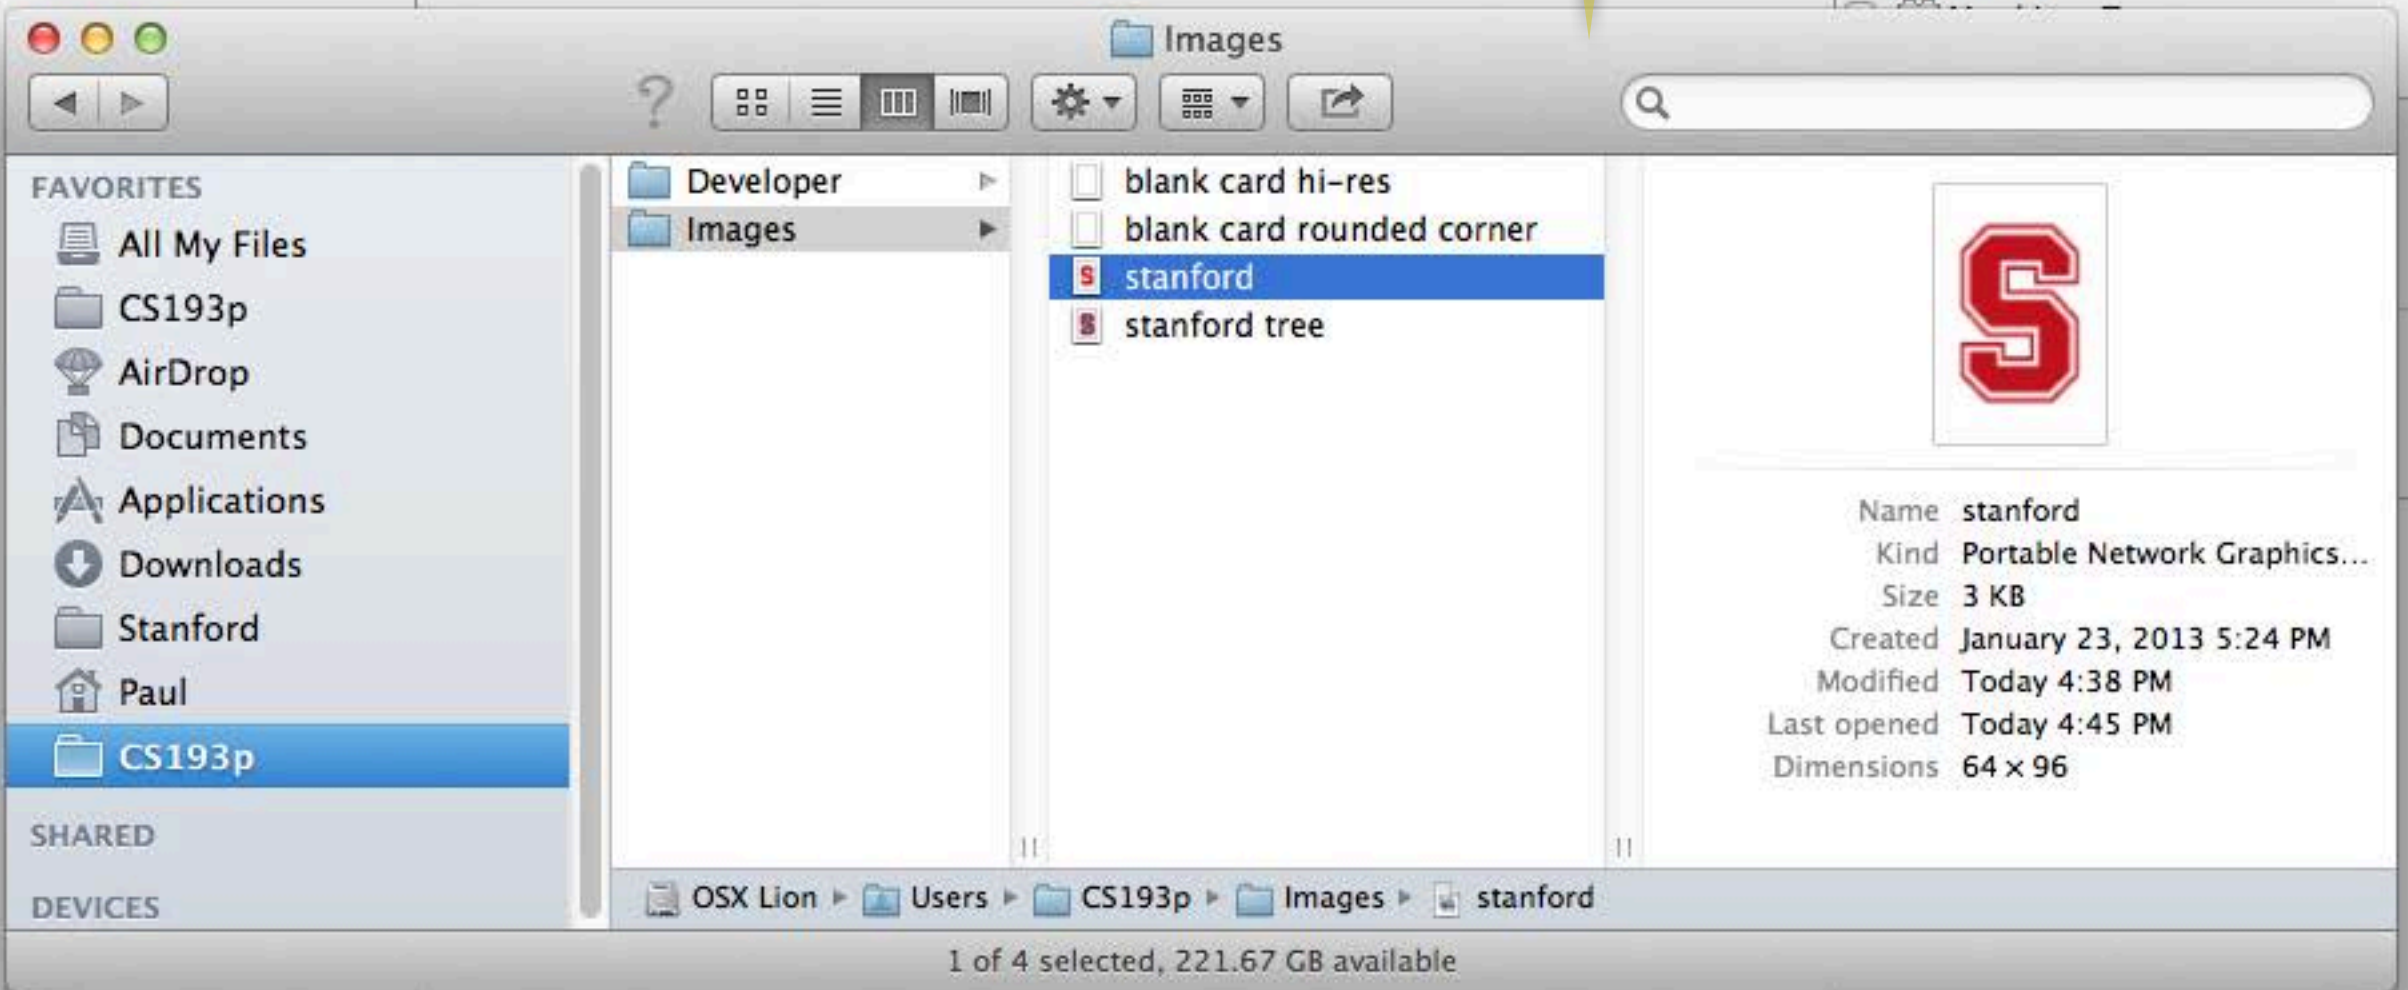 Images
?
FAVORITES
All My Files
CS193p
AirDrop
Documents
Applications
Downloads
Stanford
Paul
CS193p
SHARED
DEVICES
Developer
Images
blank card hi-res
blank card rounded corner
S stanford
S stanford tree
S
Name stanford
Kind Portable Network Graphics...
Size 3 KB
Created January 23, 2013 5:24 PM
Modified Today 4:38 PM
Last opened Today 4:45 PM
Dimensions 64 × 96
OSX Lion Users CS193p Images stanford
1 of 4 selected, 221.67 GB available